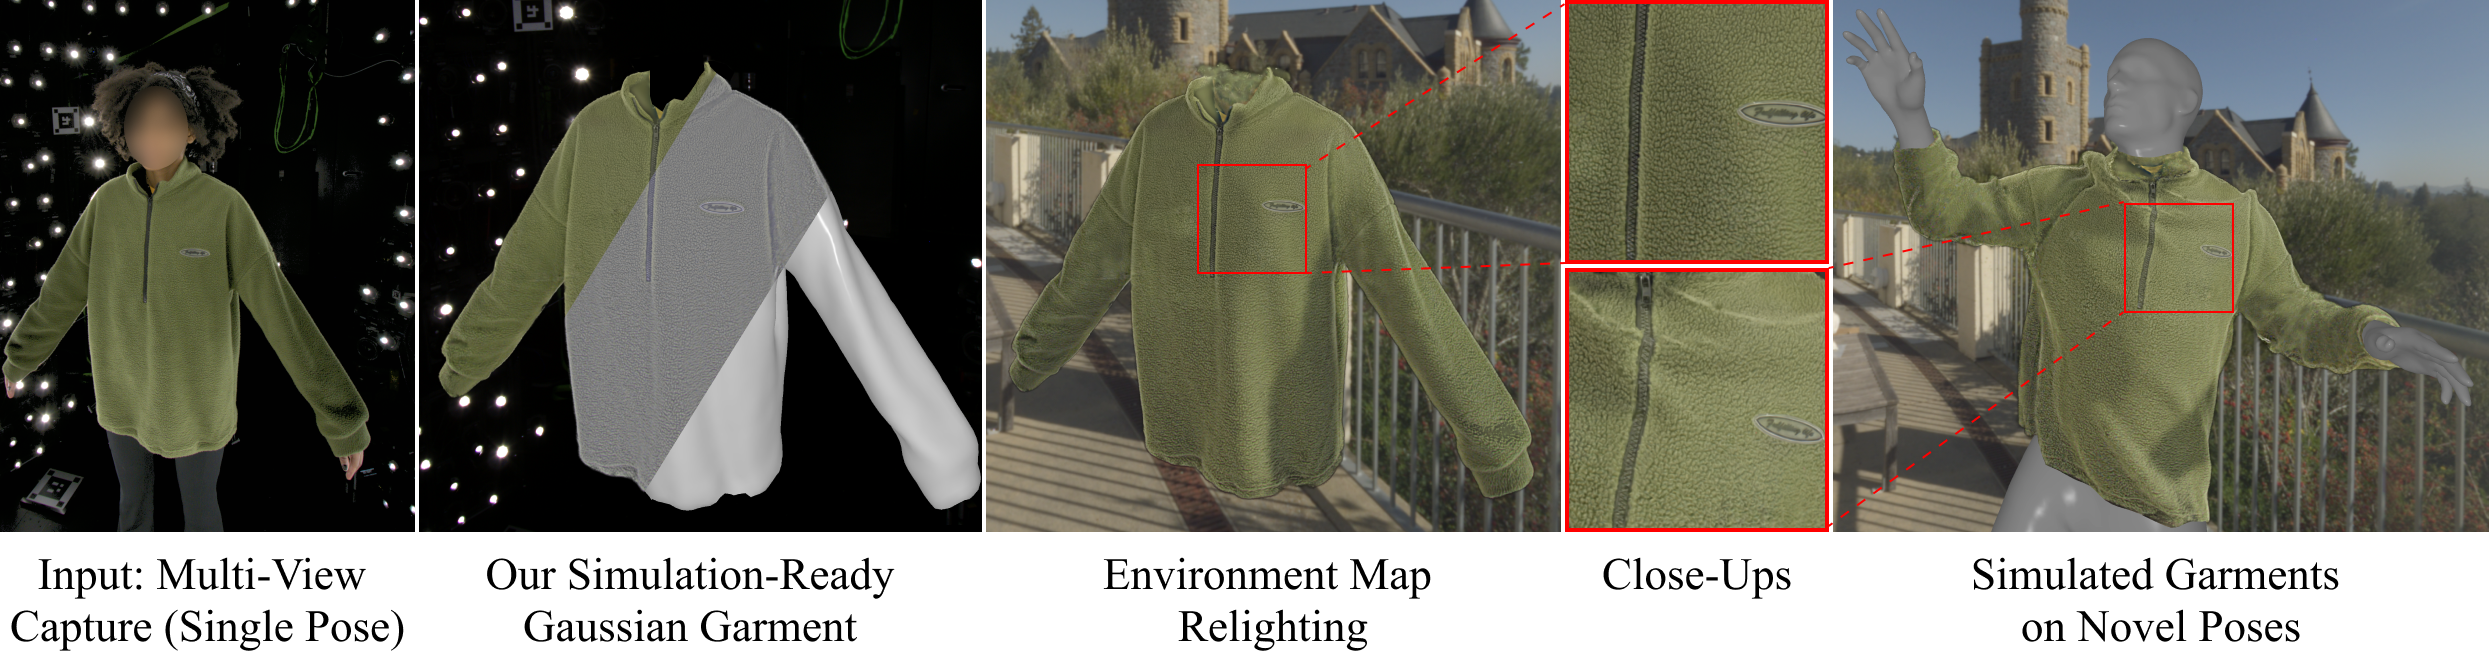 Input: Multi-View
Capture (Single Pose)
Our Simulation-Ready
Gaussian Garment
Environment Map
Relighting
Close-Ups
Simulated Garments
on Novel Poses